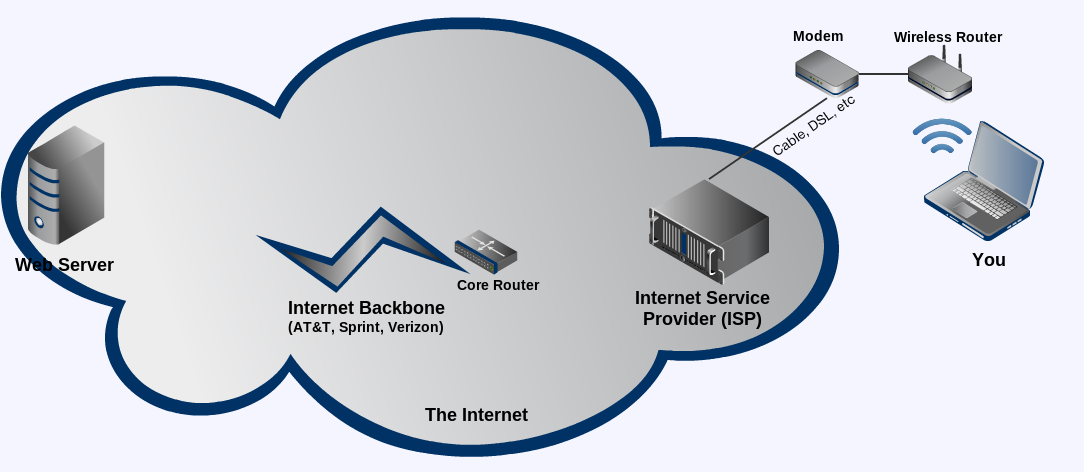 Modem
Wireless Router
Cable, DSL, etc
You
Web Server
Core Router
Internet Backbone
(AT&T, Sprint, Verizon)
Internet Service
Provider (ISP)
The Internet